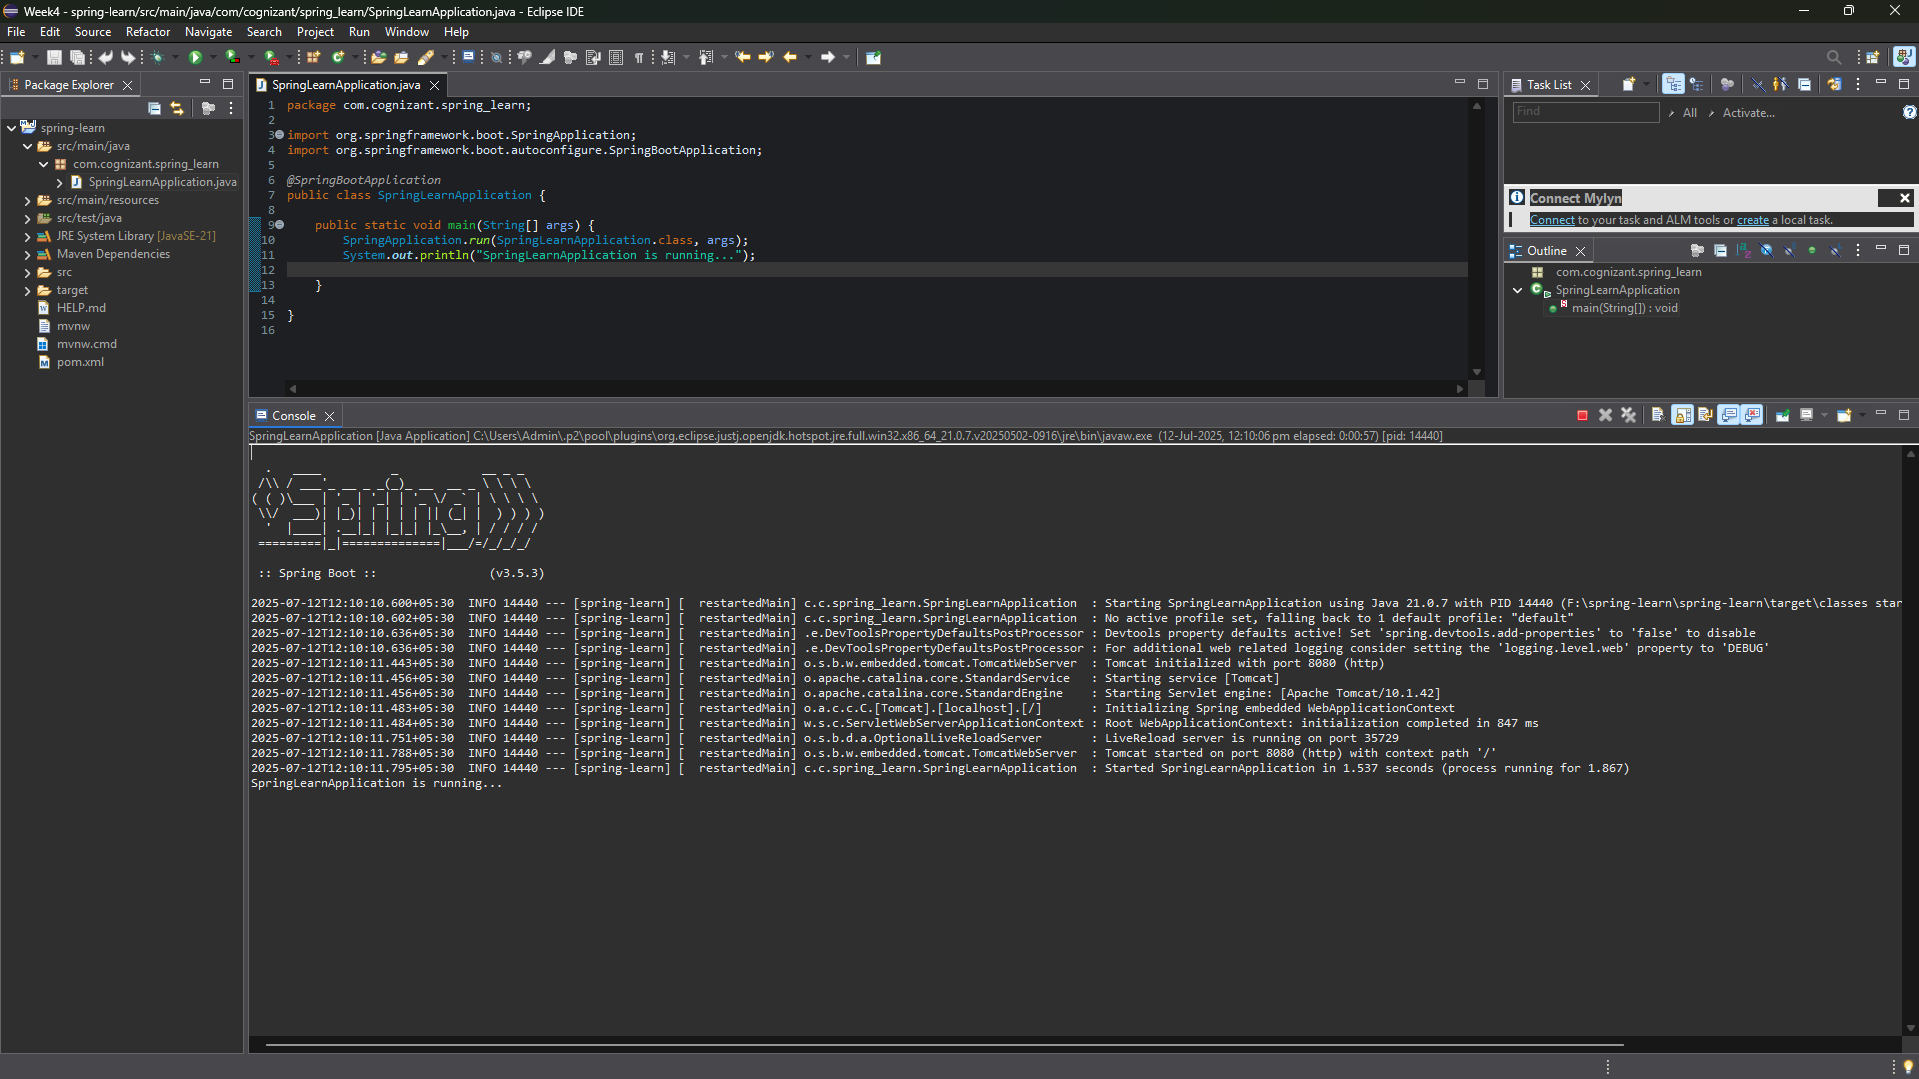 Week4 - spring-learn/src/main/java/com/cognizant/spring_learn/SpringLearnApplication.java - Eclipse IDE
File Edit Source Refactor Navigate Search Project Run Window Help
Package Explorer
spring-learn
src/main/java
com.cognizant.spring_learn
SpringLearnApplication.java
src/main/resources
src/test/java
JRE System Library [JavaSE-21]
Maven Dependencies
src
target
HELP.md
mvnw
mvnw.cmd
pom.xml
SpringLearnApplication.java
1 package com.cognizant.spring_learn;
2
3 import org.springframework.boot.SpringApplication;
4 import org.springframework.boot.autoconfigure.SpringBootApplication;
5
6 @SpringBootApplication
7 public class SpringLearnApplication {
8
9 public static void main(String[] args) {
10 SpringApplication.run(SpringLearnApplication.class, args);
11 System.out.println("SpringLearnApplication is running...");
12
13 }
14
15 }
16
Task List
Find All Activate...
Connect Mylyn
Connect to your task and ALM tools or create a local task.
Outline
com.cognizant.spring_learn
SpringLearnApplication
main(String[]) : void
Console
SpringLearnApplication [Java Application] C:\Users\Admin\.p2\pool\plugins\org.eclipse.justj.openjdk.hotspot.jre.full.win32.x86_64_21.0.7.v20250502-0916\jre\bin\javaw.exe (12-Jul-2025, 12:10:06 pm elapsed: 0:00:57) [pid: 14440]
Spring
:: Spring Boot :: (v3.5.3)
2025-07-12T12:10:10.600+05:30 INFO 14440 --- [spring-learn] [ restartedMain] c.c.spring_learn.SpringLearnApplication : Starting SpringLearnApplication using Java 21.0.7 with PID 14440 (F:\spring-learn\spring-learn\target\classes star
2025-07-12T12:10:10.602+05:30 INFO 14440 --- [spring-learn] [ restartedMain] c.c.spring_learn.SpringLearnApplication : No active profile set, falling back to 1 default profile: "default"
2025-07-12T12:10:10.636+05:30 INFO 14440 --- [spring-learn] [ restartedMain] .e.DevToolsPropertyDefaultsPostProcessor : Devtools property defaults active! Set 'spring.devtools.add-properties' to 'false' to disable
2025-07-12T12:10:10.636+05:30 INFO 14440 --- [spring-learn] [ restartedMain] .e.DevToolsPropertyDefaultsPostProcessor : For additional web related logging consider setting the 'logging.level.web' property to 'DEBUG'
2025-07-12T12:10:11.443+05:30 INFO 14440 --- [spring-learn] [ restartedMain] o.s.b.w.embedded.tomcat.TomcatWebServer : Tomcat initialized with port 8080 (http)
2025-07-12T12:10:11.456+05:30 INFO 14440 --- [spring-learn] [ restartedMain] o.apache.catalina.core.StandardService : Starting service [Tomcat]
2025-07-12T12:10:11.456+05:30 INFO 14440 --- [spring-learn] [ restartedMain] o.apache.catalina.core.StandardEngine : Starting Servlet engine: [Apache Tomcat/10.1.42]
2025-07-12T12:10:11.483+05:30 INFO 14440 --- [spring-learn] [ restartedMain] o.a.c.c.C.[Tomcat].[localhost].[/] : Initializing Spring embedded WebApplicationContext
2025-07-12T12:10:11.484+05:30 INFO 14440 --- [spring-learn] [ restartedMain] w.s.c.ServletWebServerApplicationContext : Root WebApplicationContext: initialization completed in 847 ms
2025-07-12T12:10:11.751+05:30 INFO 14440 --- [spring-learn] [ restartedMain] o.s.b.d.a.OptionalLiveReloadServer : LiveReload server is running on port 35729
2025-07-12T12:10:11.788+05:30 INFO 14440 --- [spring-learn] [ restartedMain] o.s.b.w.embedded.tomcat.TomcatWebServer : Tomcat started on port 8080 (http) with context path '/'
2025-07-12T12:10:11.795+05:30 INFO 14440 --- [spring-learn] [ restartedMain] c.c.spring_learn.SpringLearnApplication : Started SpringLearnApplication in 1.537 seconds (process running for 1.867)
SpringLearnApplication is running...